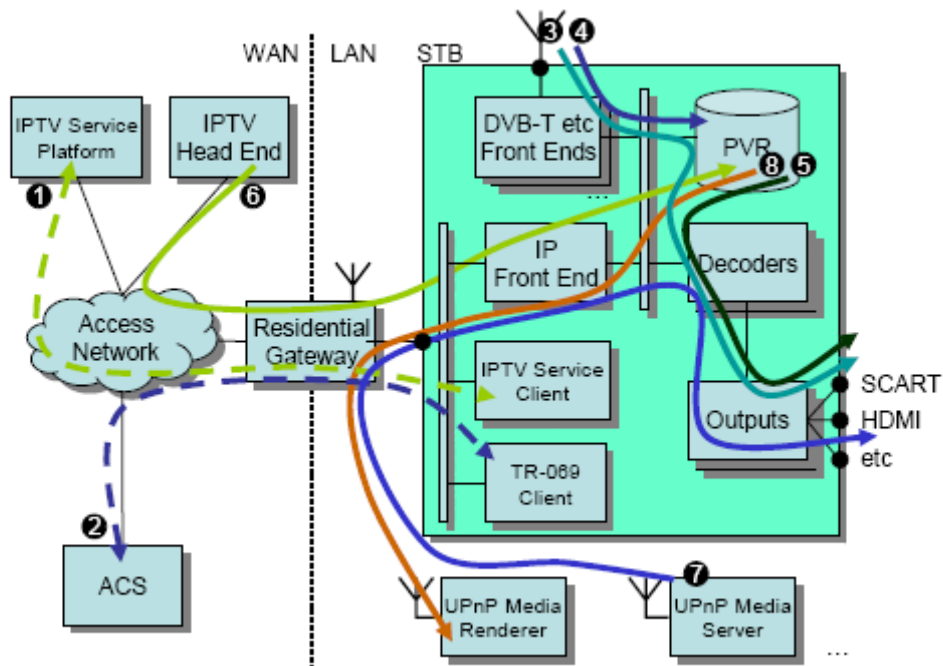 WAN
LAN
STB
3
4
IPTV Service
Platform
IPTV
Head End
DVB-T etc
Front Ends
...
PVR
8
5
1
6
IP
Front End
Decoders
Access
Network
Residential
Gateway
IPTV Service
Client
Outputs
SCART
HDMI
etc
TR-069
Client
2
ACS
7
UPnP Media
Renderer
UPnP Media
Server
...